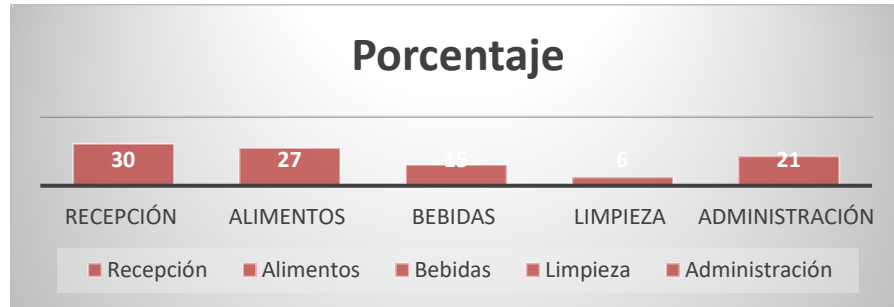 Porcentaje
30 27 15 6 21
RECEPCIÓN ALIMENTOS BEBIDAS LIMPIEZA ADMINISTRACIÓN
Recepción Alimentos Bebidas Limpieza Administración